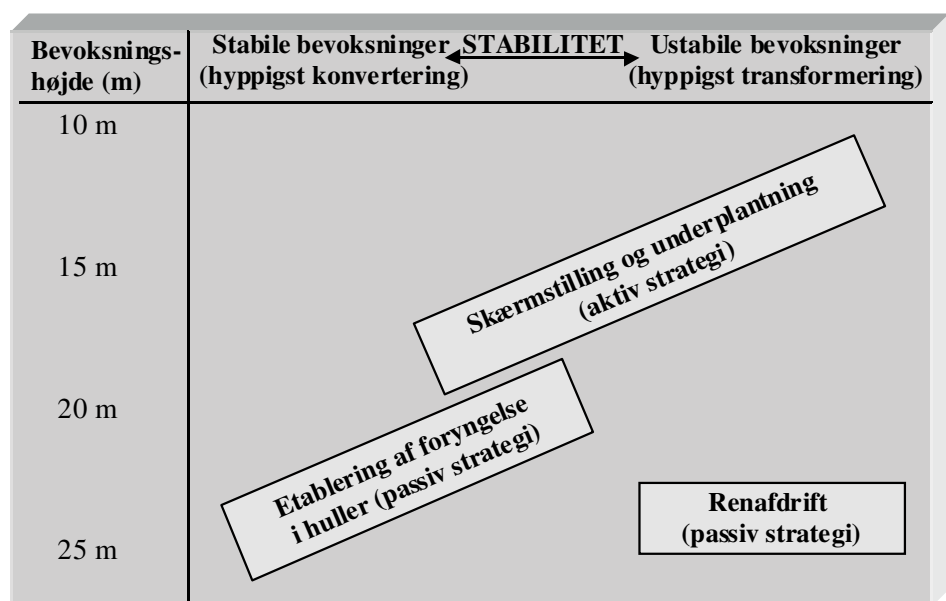 Bevoksnings-
højde (m)
Stabile bevoksninger
(hyppigst konvertering)
STABILITET
Ustabile bevoksninger
(hyppigst transformering)
10 m
15 m
20 m
25 m
Skærmstilling og underplantning
(aktiv strategi)
Etablering af foryngelse
i huller (passiv strategi)
Renafdrift
(passiv strategi)